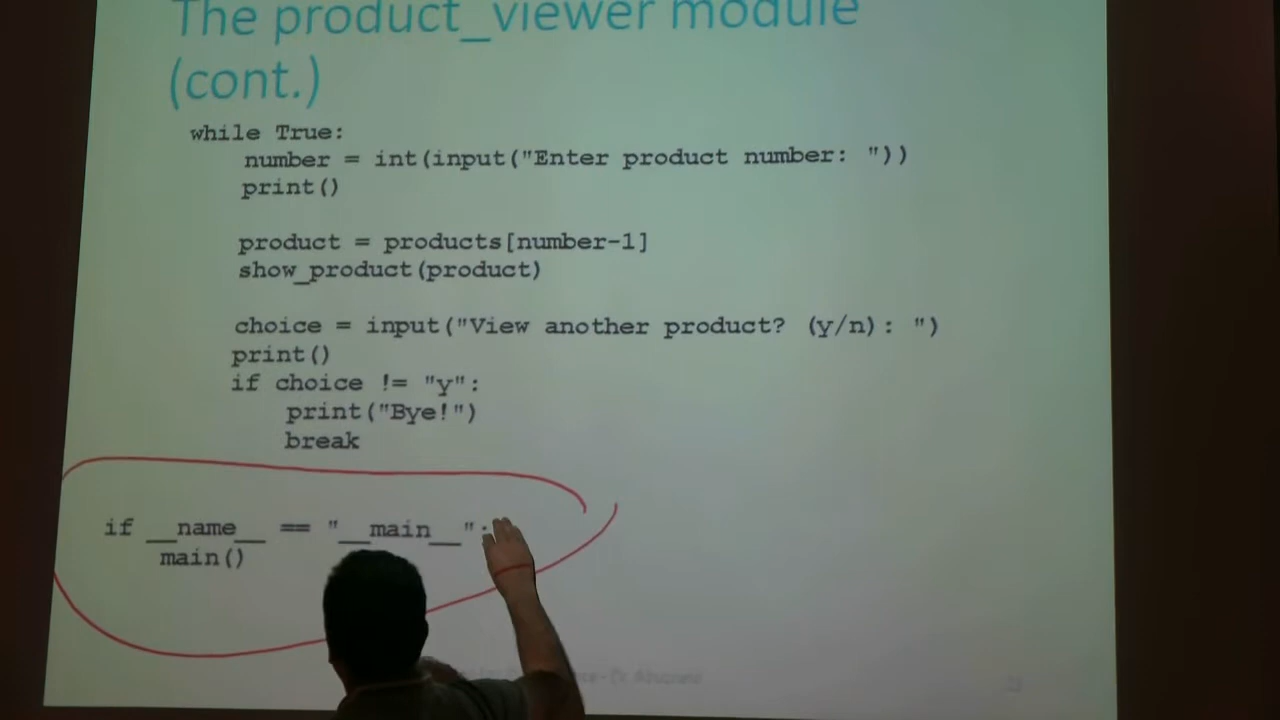 The product_viewer module
(cont.)
while True:
number = int(input("Enter product number: "))
print()
product = products[number-1]
show_product(product)
choice = input("View another product? (y/n): ")
print()
if choice != "y":
print("Bye!")
break
if __name__ == "__main__":
main()